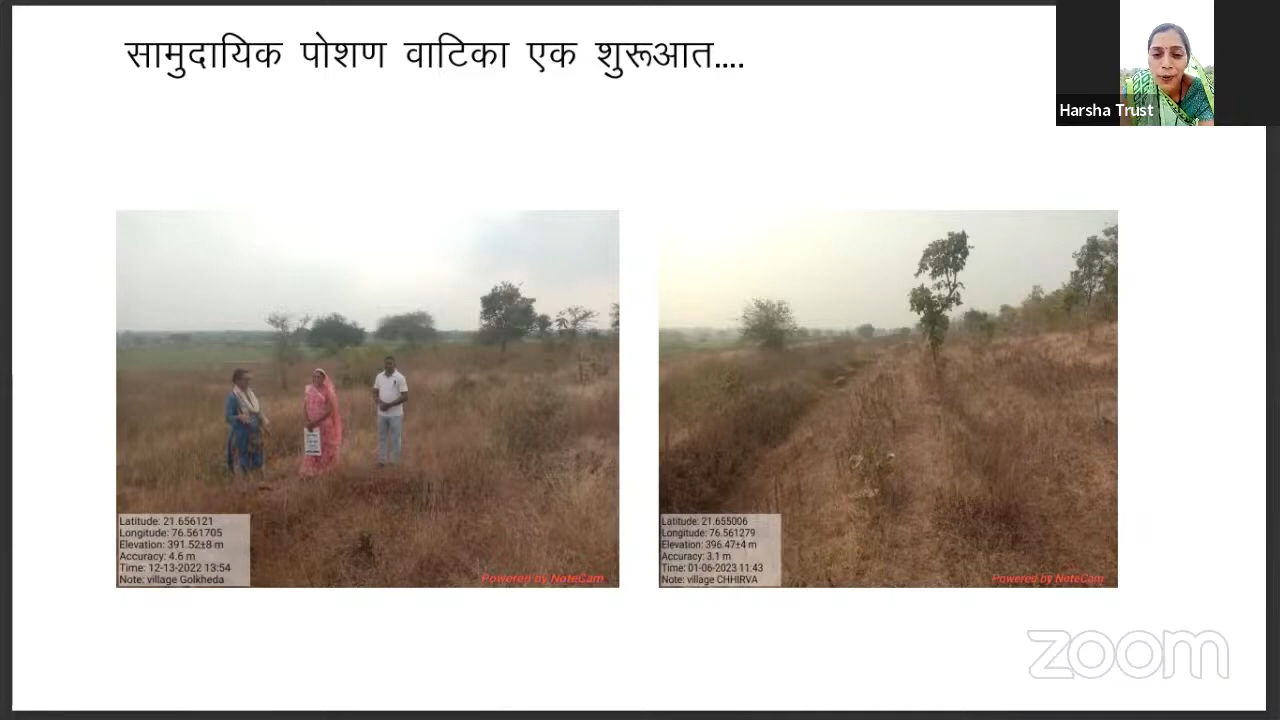 सामुदायिक पोशण वाटिका एक शुरूआत....
Harsha Trust
Latitude: 21.656121
Longitude: 76.561705
Elevation: 391.52±8 m
Accuracy: 4.6 m
Time: 12-13-2022 13:54
Note: village Golkheda
Powered by NoteCam
Latitude: 21.655006
Longitude: 76.561279
Elevation: 396.47±4 m
Accuracy: 3.1 m
Time: 01-06-2023 11:43
Note: village CHHIRVA
Powered by NoteCam
zoom